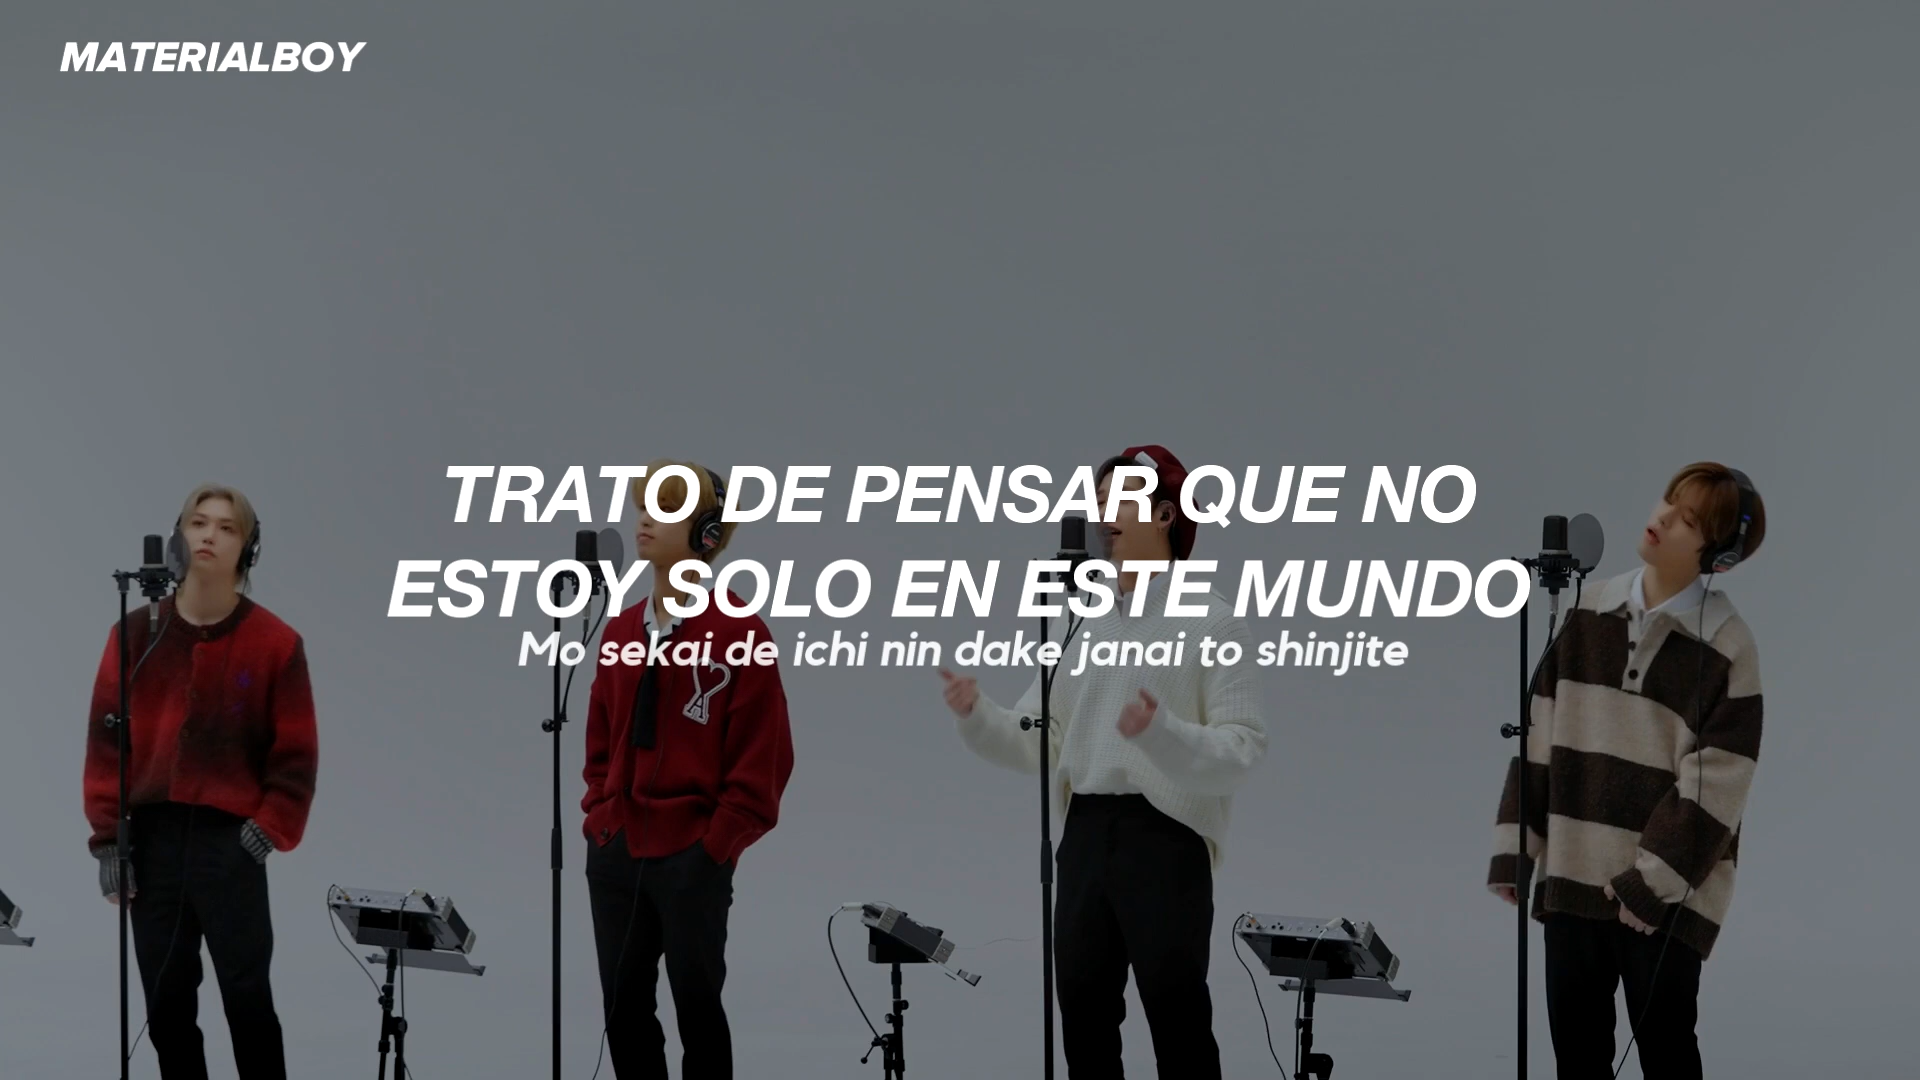 MATERIALBOY
TRATO DE PENSAR QUE NO
ESTOY SOLO EN ESTE MUNDO
Mo sekai de ichi nin dake janai to shinjite
A